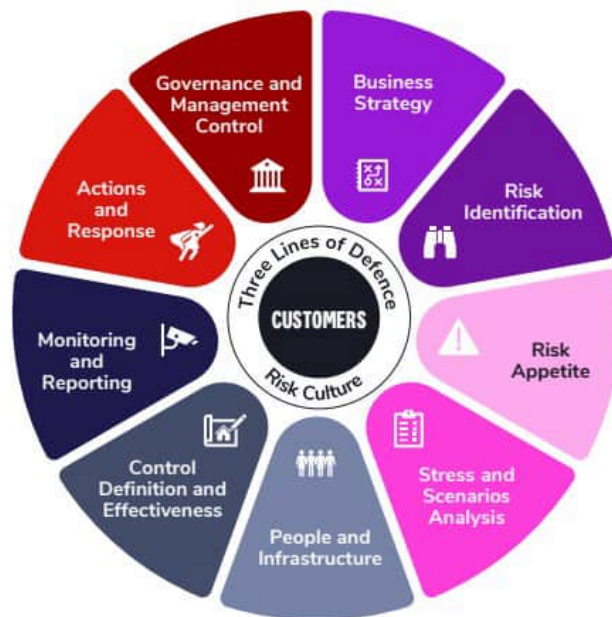 Governance and
Management
Control
Business
Strategy
Risk
Identification
Risk
Appetite
Stress and
Scenarios
Analysis
People and
Infrastructure
Control
Definition and
Effectiveness
Monitoring
and
Reporting
Actions
and
Response
Three Lines of Defence
CUSTOMERS
Risk Culture